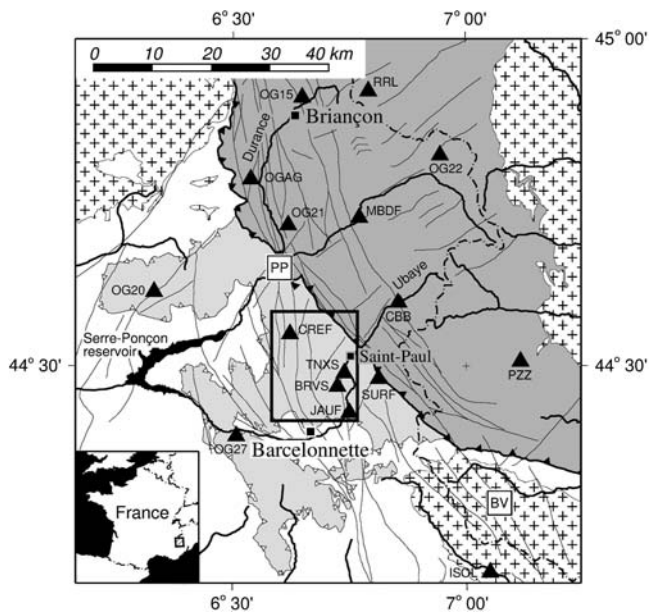 6° 30'
7° 00'
45° 00'
0 10 20 30 40 km
RRL
OG15
Briançon
Durance
OG22
OGAG
OG21
MBDF
PP
Ubaye
OG20
CBB
CREF
Serre-Ponçon
reservoir
Saint-Paul
44° 30'
44° 30'
TNXS
PZZ
BRVS
SURF
JAUF
OG27
Barcelonnette
BV
France
ISOL
6° 30'
7° 00'